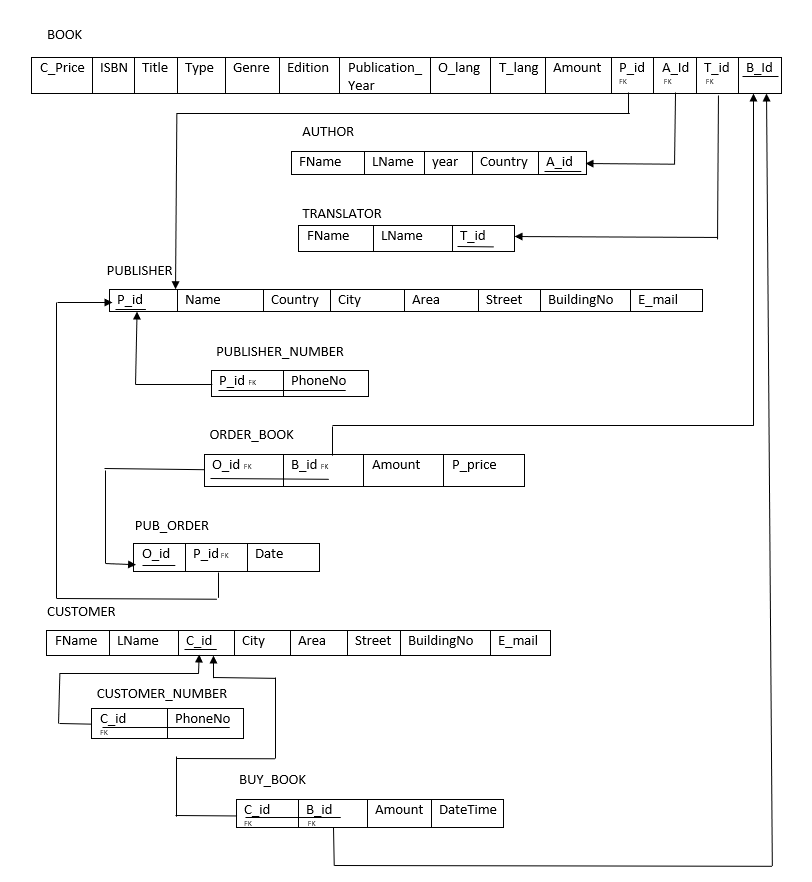 BOOK
C_Price ISBN Title Type Genre Edition Publication_ O_lang T_lang Amount P_id A_Id T_id B_Id
Year FK FK FK
AUTHOR
FName LName year Country A_id
TRANSLATOR
FName LName T_id
PUBLISHER
P_id Name Country City Area Street BuildingNo E_mail
PUBLISHER_NUMBER
P_id FK PhoneNo
ORDER_BOOK
O_id FK B_id FK Amount P_price
PUB_ORDER
O_id P_id FK Date
CUSTOMER
FName LName C_id City Area Street BuildingNo E_mail
CUSTOMER_NUMBER
C_id PhoneNo
FK
BUY_BOOK
C_id B_id Amount DateTime
FK FK